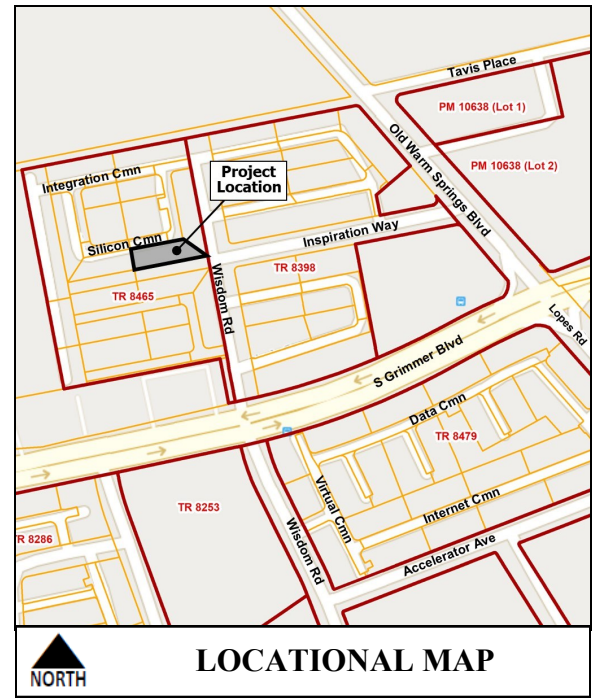 Tavis Place
PM 10638 (Lot 1)
Old Warm Springs Blvd
PM 10638 (Lot 2)
Integration Cmn
Project
Location
Silicon Cmn
Inspiration Way
TR 8398
Wisdom Rd
TR 8465
Lopes Rd
S Grimmer Blvd
Data Cmn
TR 8479
Virtual Cmn
Internet Cmn
TR 8253
TR 8286
Wisdom Rd
Accelerator Ave
NORTH
LOCATIONAL MAP